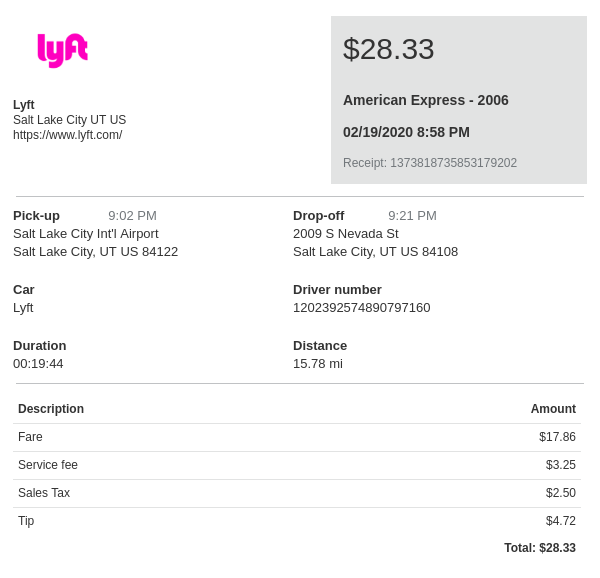 lyft
$28.33
Lyft
Salt Lake City UT US
https://www.lyft.com/
American Express - 2006
02/19/2020 8:58 PM
Receipt: 1373818735853179202
Pick-up 9:02 PM
Salt Lake City Int'l Airport
Salt Lake City, UT US 84122
Drop-off 9:21 PM
2009 S Nevada St
Salt Lake City, UT US 84108
Car
Lyft
Driver number
1202392574890797160
Duration
00:19:44
Distance
15.78 mi
Description Amount
Fare $17.86
Service fee $3.25
Sales Tax $2.50
Tip $4.72
Total: $28.33